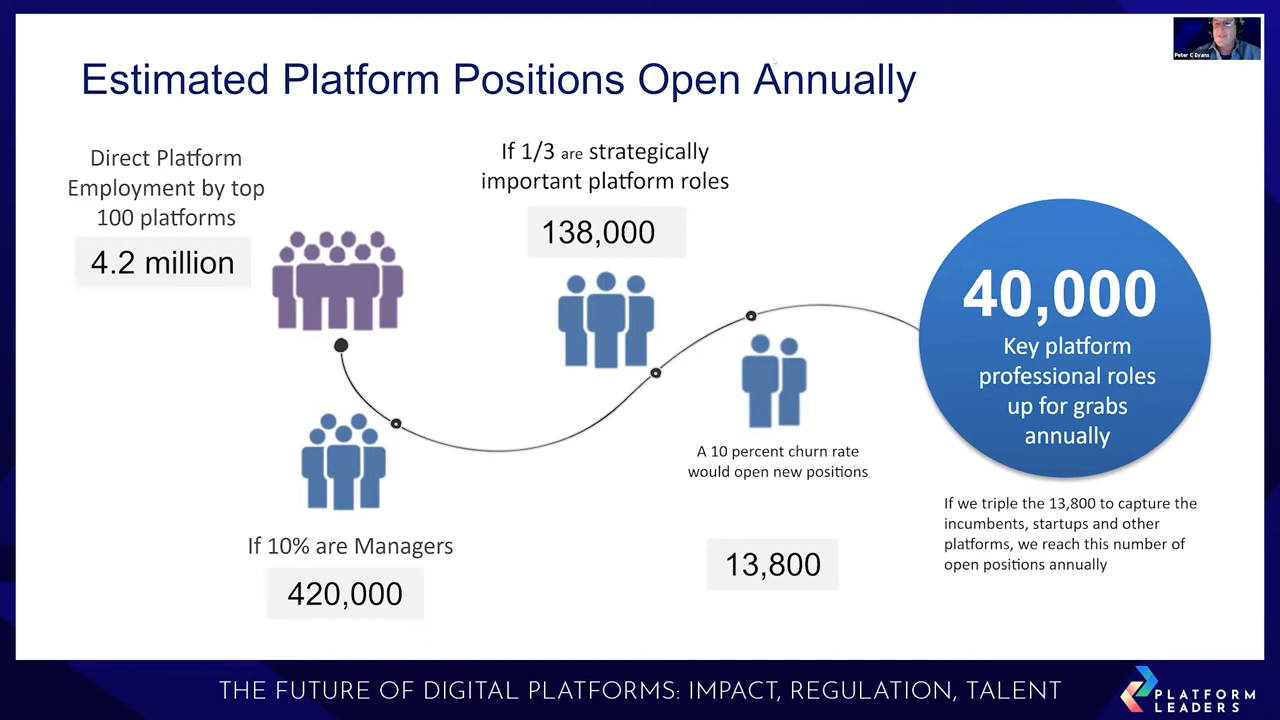 Peter C Evans
Estimated Platform Positions Open Annually
Direct Platform
Employment by top
100 platforms
4.2 million
If 10% are Managers
420,000
If 1/3 are strategically
important platform roles
138,000
A 10 percent churn rate
would open new positions
13,800
40,000
Key platform
professional roles
up for grabs
annually
If we triple the 13,800 to capture the
incumbents, startups and other
platforms, we reach this number of
open positions annually
THE FUTURE OF DIGITAL PLATFORMS: IMPACT, REGULATION, TALENT
PLATFORM
LEADERS